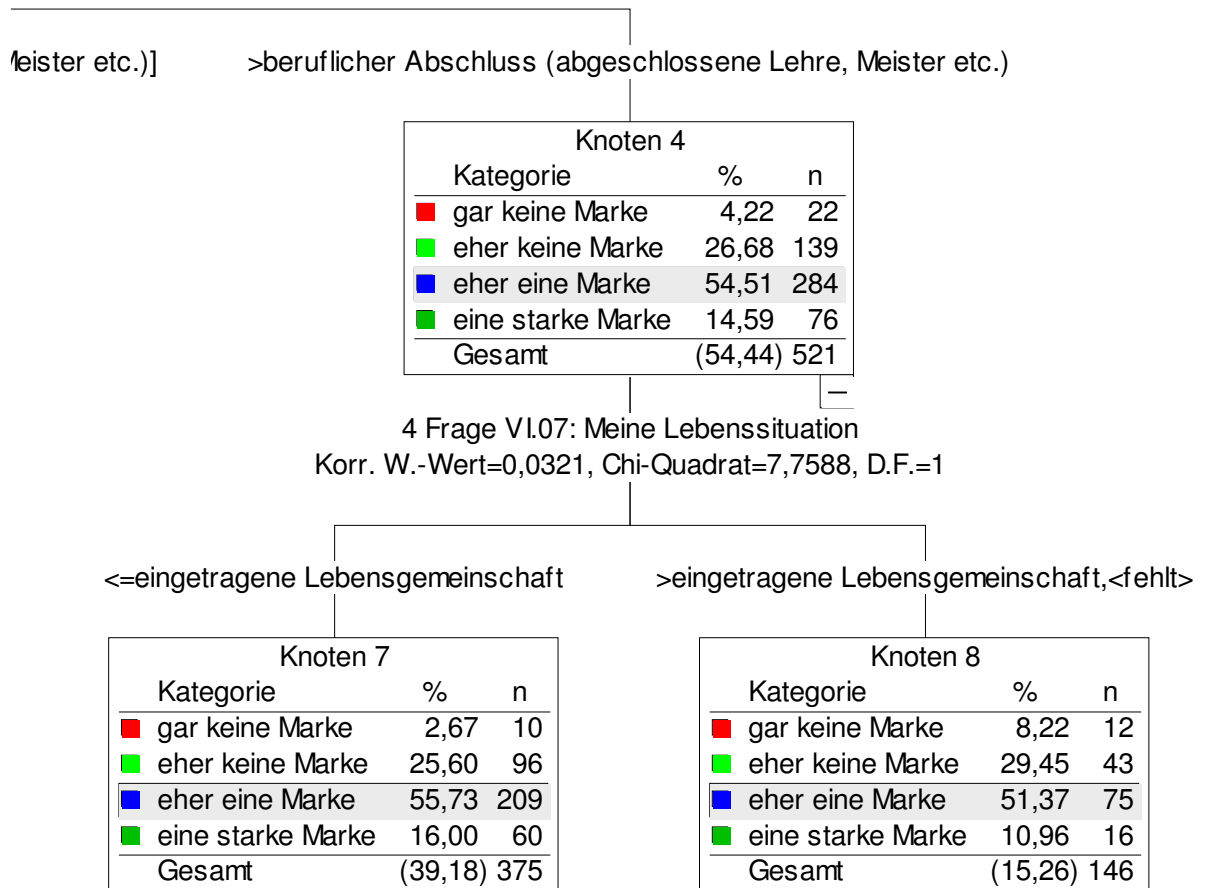 Meister etc.)] >beruflicher Abschluss (abgeschlossene Lehre, Meister etc.)
Knoten 4
Kategorie % n
gar keine Marke 4,22 22
eher keine Marke 26,68 139
eher eine Marke 54,51 284
eine starke Marke 14,59 76
Gesamt (54,44) 521
4 Frage VI.07: Meine Lebenssituation
Korr. W.-Wert=0,0321, Chi-Quadrat=7,7588, D.F.=1
<=eingetragene Lebensgemeinschaft >eingetragene Lebensgemeinschaft,<fehlt>
Knoten 7
Kategorie % n
gar keine Marke 2,67 10
eher keine Marke 25,60 96
eher eine Marke 55,73 209
eine starke Marke 16,00 60
Gesamt (39,18) 375
Knoten 8
Kategorie % n
gar keine Marke 8,22 12
eher keine Marke 29,45 43
eher eine Marke 51,37 75
eine starke Marke 10,96 16
Gesamt (15,26) 146